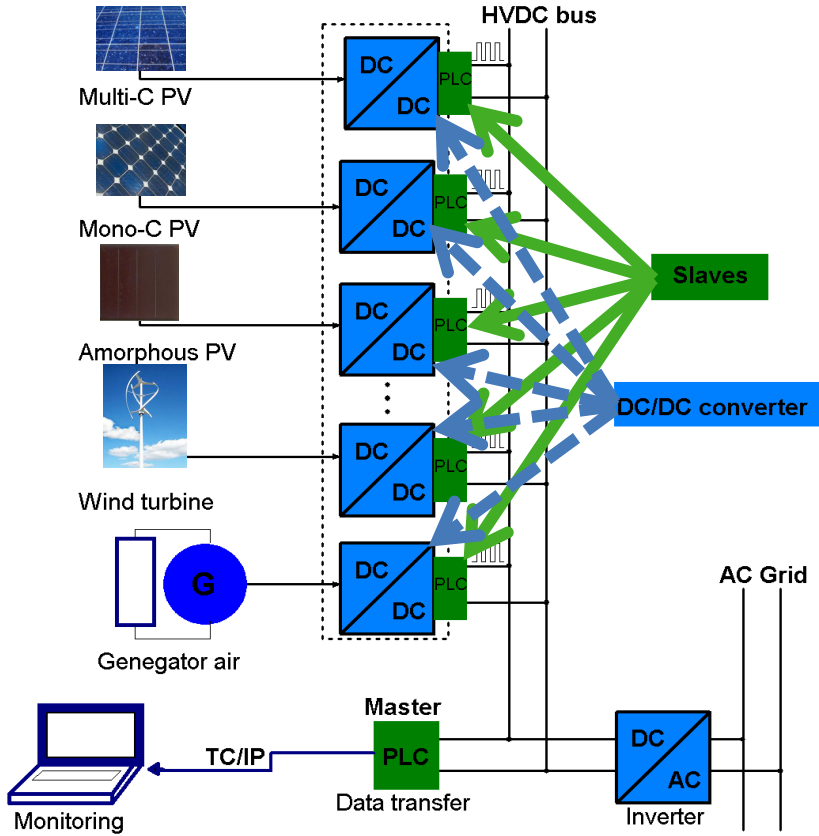 HVDC bus
DC
DC
PLC
Multi-C PV
DC
DC
PLC
Mono-C PV
Slaves
DC
DC
PLC
Amorphous PV
DC/DC converter
DC
DC
PLC
Wind turbine
DC
DC
PLC
G
AC Grid
Genegator air
Master
PLC
TC/IP
DC
AC
Data transfer
Inverter
Monitoring